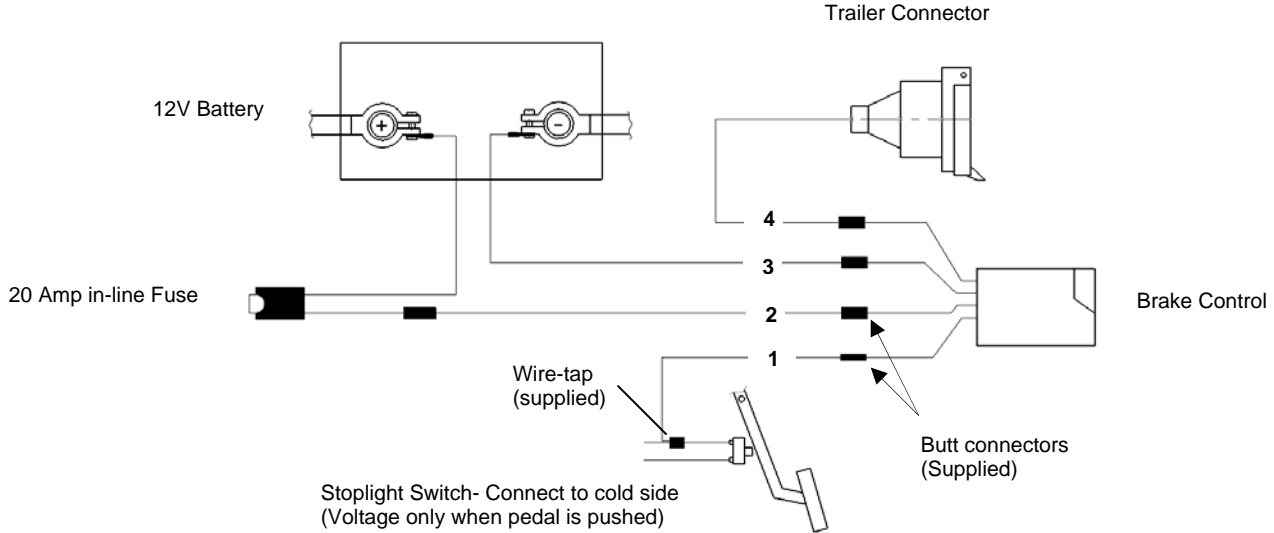 Trailer Connector
12V Battery
+
-
4
3
20 Amp in-line Fuse
Brake Control
2
1
Wire-tap
(supplied)
Butt connectors
(Supplied)
Stoplight Switch- Connect to cold side
(Voltage only when pedal is pushed)